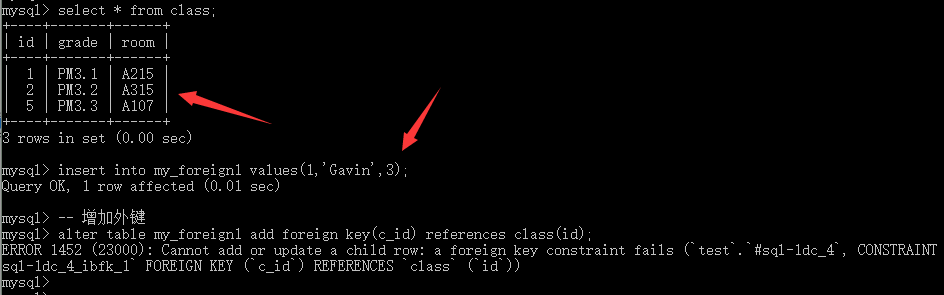 mysql> select * from class;
+----+-------+------+
| id | grade | room |
+----+-------+------+
| 1 | PM3.1 | A215 |
| 2 | PM3.2 | A315 |
| 5 | PM3.3 | A107 |
+----+-------+------+
3 rows in set (0.00 sec)
mysql> insert into my_foreign1 values(1,'Gavin',3);
Query OK, 1 row affected (0.01 sec)
mysql> -- 增加外键
mysql> alter table my_foreign1 add foreign key(c_id) references class(id);
ERROR 1452 (23000): Cannot add or update a child row: a foreign key constraint fails (`test`.`#sql-1dc_4`, CONSTRAINT
sql-1dc_4_ibfk_1` FOREIGN KEY (`c_id`) REFERENCES `class` (`id`))
mysql>